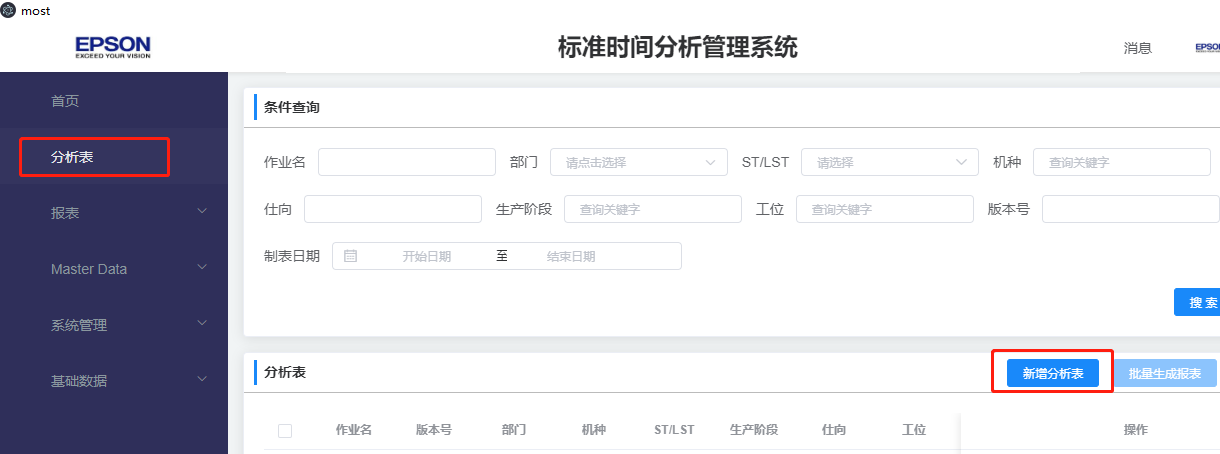 most
EPSON
EXCEED YOUR VISION
标准时间分析管理系统
消息
首页
分析表
报表
Master Data
系统管理
基础数据
条件查询
作业名 部门 请点击选择 ST/LST 请选择 机种 查询关键字
仕向 生产阶段 查询关键字 工位 查询关键字 版本号
制表日期 开始日期 至 结束日期
搜 索
分析表 新增分析表 批量生成报表
作业名 版本号 部门 机种 ST/LST 生产阶段 仕向 工位 操作